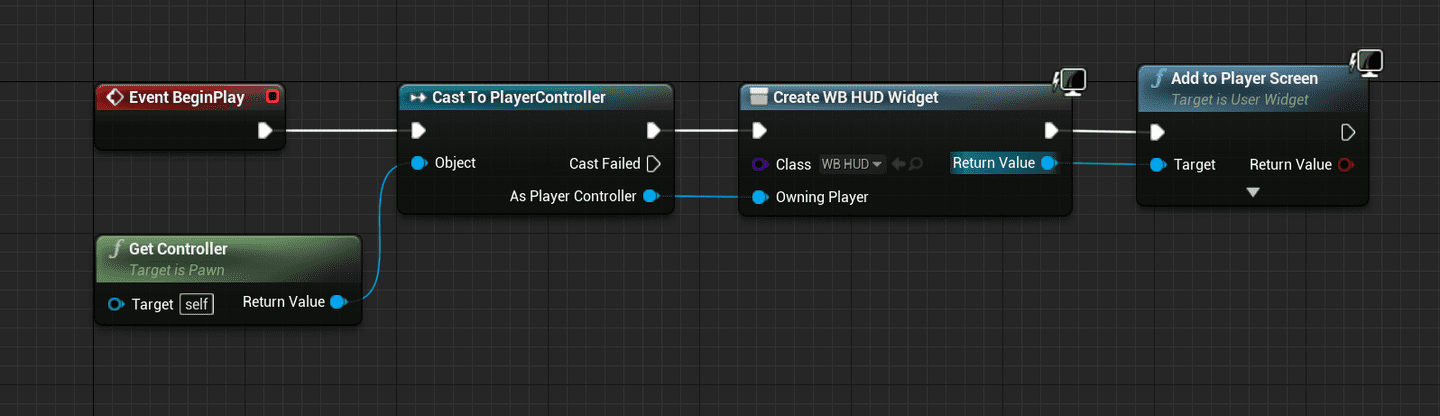 Event BeginPlay
Cast To PlayerController
Object
Cast Failed
As Player Controller
Get Controller
Target is Pawn
Target self
Return Value
Create WB HUD Widget
Class WB HUD
Return Value
Owning Player
Add to Player Screen
Target is User Widget
Target
Return Value